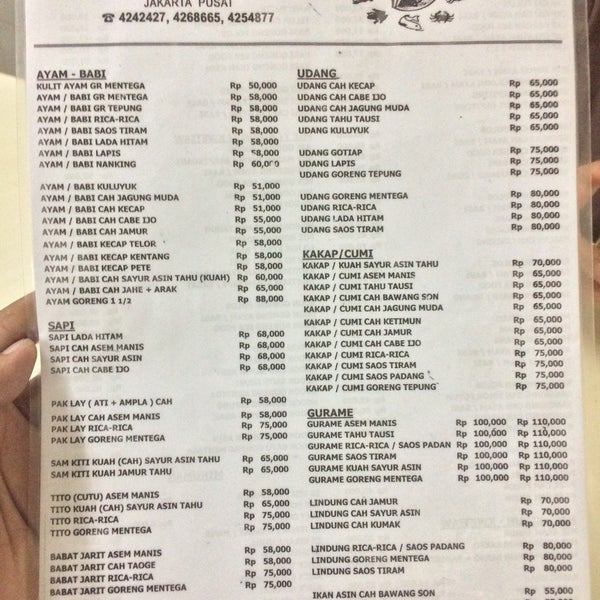 JAKARTA PUSAT
☎ 4242427, 4268665, 4254877
AYAM - BABI
KULIT AYAM GR MENTEGA Rp 50,000
AYAM / BABI GR MENTEGA Rp 58,000
AYAM / BABI GR TEPUNG Rp 58,000
AYAM / BABI RICA-RICA Rp 58,000
AYAM / BABI SAOS TIRAM Rp 58,000
AYAM / BABI LADA HITAM Rp 58,000
AYAM / BABI LAPIS Rp 58,000
AYAM / BABI NANKING Rp 60,000
AYAM / BABI KULUYUK Rp 51,000
AYAM / BABI CAH JAGUNG MUDA Rp 51,000
AYAM / BABI CAH KECAP Rp 51,000
AYAM / BABI CAH CABE IJO Rp 55,000
AYAM / BABI CAH JAMUR Rp 55,000
AYAM / BABI KECAP TELOR Rp 58,000
AYAM / BABI KECAP KENTANG Rp 58,000
AYAM / BABI KECAP PETE Rp 58,000
AYAM / BABI CAH SAYUR ASIN TAHU (KUAH) Rp 60,000
AYAM / BABI CAH JAHE + ARAK Rp 65,000
AYAM GORENG 1 1/2 Rp 88,000
SAPI
SAPI LADA HITAM Rp 68,000
SAPI CAH ASEM MANIS Rp 68,000
SAPI CAH SAYUR ASIN Rp 68,000
SAPI CAH CABE IJO Rp 68,000
PAK LAY ( ATI + AMPLA ) CAH Rp 58,000
PAK LAY CAH ASEM MANIS Rp 58,000
PAK LAY RICA-RICA Rp 75,000
PAK LAY GORENG MENTEGA Rp 75,000
SAM KITI KUAH (CAH) SAYUR ASIN TAHU Rp 65,000
SAM KITI KUAH JAMUR TAHU Rp 65,000
TITO (CUTU) ASEM MANIS Rp 58,000
TITO KUAH (CAH) SAYUR ASIN TAHU Rp 65,000
TITO RICA-RICA Rp 75,000
TITO GORENG MENTEGA Rp 75,000
BABAT JARIT ASEM MANIS Rp 58,000
BABAT JARIT CAH TAOGE Rp 58,000
BABAT JARIT RICA-RICA Rp 75,000
BABAT JARIT GORENG MENTEGA Rp 75,000
UDANG
UDANG CAH KECAP Rp 65,000
UDANG CAH CABE IJO Rp 65,000
UDANG CAH JAGUNG MUDA Rp 65,000
UDANG TAHU TAUSI Rp 65,000
UDANG KULUYUK Rp 65,000
UDANG GOTIAP Rp 75,000
UDANG LAPIS Rp 75,000
UDANG GORENG TEPUNG Rp 75,000
UDANG GORENG MENTEGA Rp 80,000
UDANG RICA-RICA Rp 80,000
UDANG LADA HITAM Rp 80,000
UDANG SAOS TIRAM Rp 80,000
KAKAP/CUMI
KAKAP / KUAH SAYUR ASIN TAHU Rp 70,000
KAKAP / CUMI ASEM MANIS Rp 65,000
KAKAP / CUMI TAHU TAUSI Rp 65,000
KAKAP / CUMI CAH BAWANG SON Rp 65,000
KAKAP / CUMI CAH JAGUNG MUDA Rp 65,000
KAKAP / CUMI CAH KETIMUN Rp 65,000
KAKAP / CUMI CAH JAMUR Rp 65,000
KAKAP / CUMI CAH CABE IJO Rp 65,000
KAKAP / CUMI RICA-RICA Rp 75,000
KAKAP / CUMI SAOS TIRAM Rp 75,000
KAKAP / CUMI SAOS PADANG Rp 75,000
KAKAP / CUMI GORENG TEPUNG Rp 75,000
GURAME
GURAME ASEM MANIS Rp 100,000 Rp 110,000
GURAME TAHU TAUSI Rp 100,000 Rp 110,000
GURAME RICA-RICA / SAOS PADAN Rp 100,000 Rp 110,000
GURAME SAOS TIRAM Rp 100,000 Rp 110,000
GURAME KUAH SAYUR ASIN Rp 100,000 Rp 110,000
GURAME GORENG MENTEGA Rp 100,000 Rp 110,000
LINDUNG CAH JAMUR Rp 70,000
LINDUNG CAH SAYUR ASIN Rp 70,000
LINDUNG CAH KUMAK Rp 70,000
LINDUNG RICA-RICA / SAOS PADANG Rp 80,000
LINDUNG GORENG MENTEGA Rp 80,000
LINDUNG SAOS TIRAM Rp 80,000
IKAN ASIN CAH BAWANG SON Rp 55,000